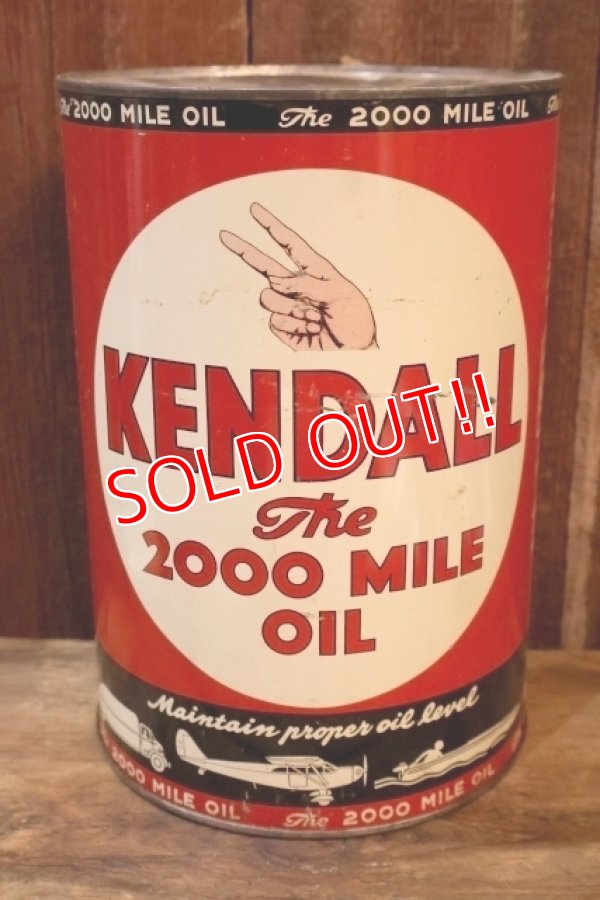 The 2000 MILE OIL The 2000 MILE OIL
KENDALL
SOLD OUT!!
The
2000 MILE
OIL
Maintain proper oil level
2000 MILE OIL The 2000 MILE OIL